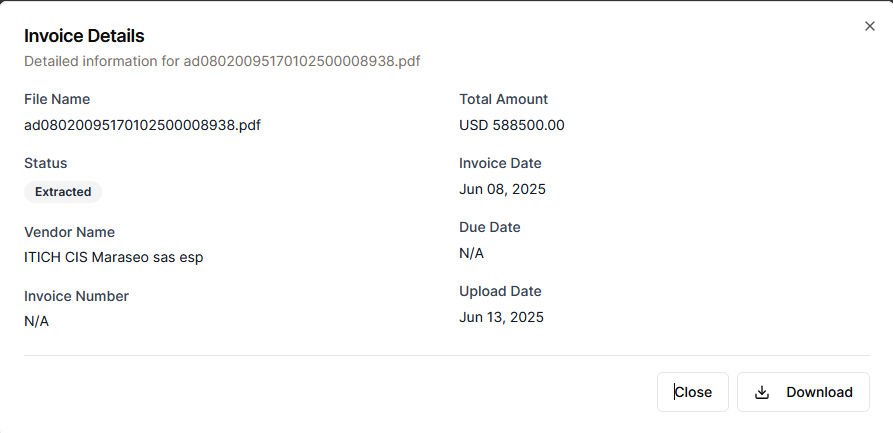 Invoice Details
Detailed information for ad08020095170102500008938.pdf
File Name
ad08020095170102500008938.pdf
Status
Extracted
Vendor Name
ITICH CIS Maraseo sas esp
Invoice Number
N/A
Total Amount
USD 588500.00
Invoice Date
Jun 08, 2025
Due Date
N/A
Upload Date
Jun 13, 2025
Close
Download